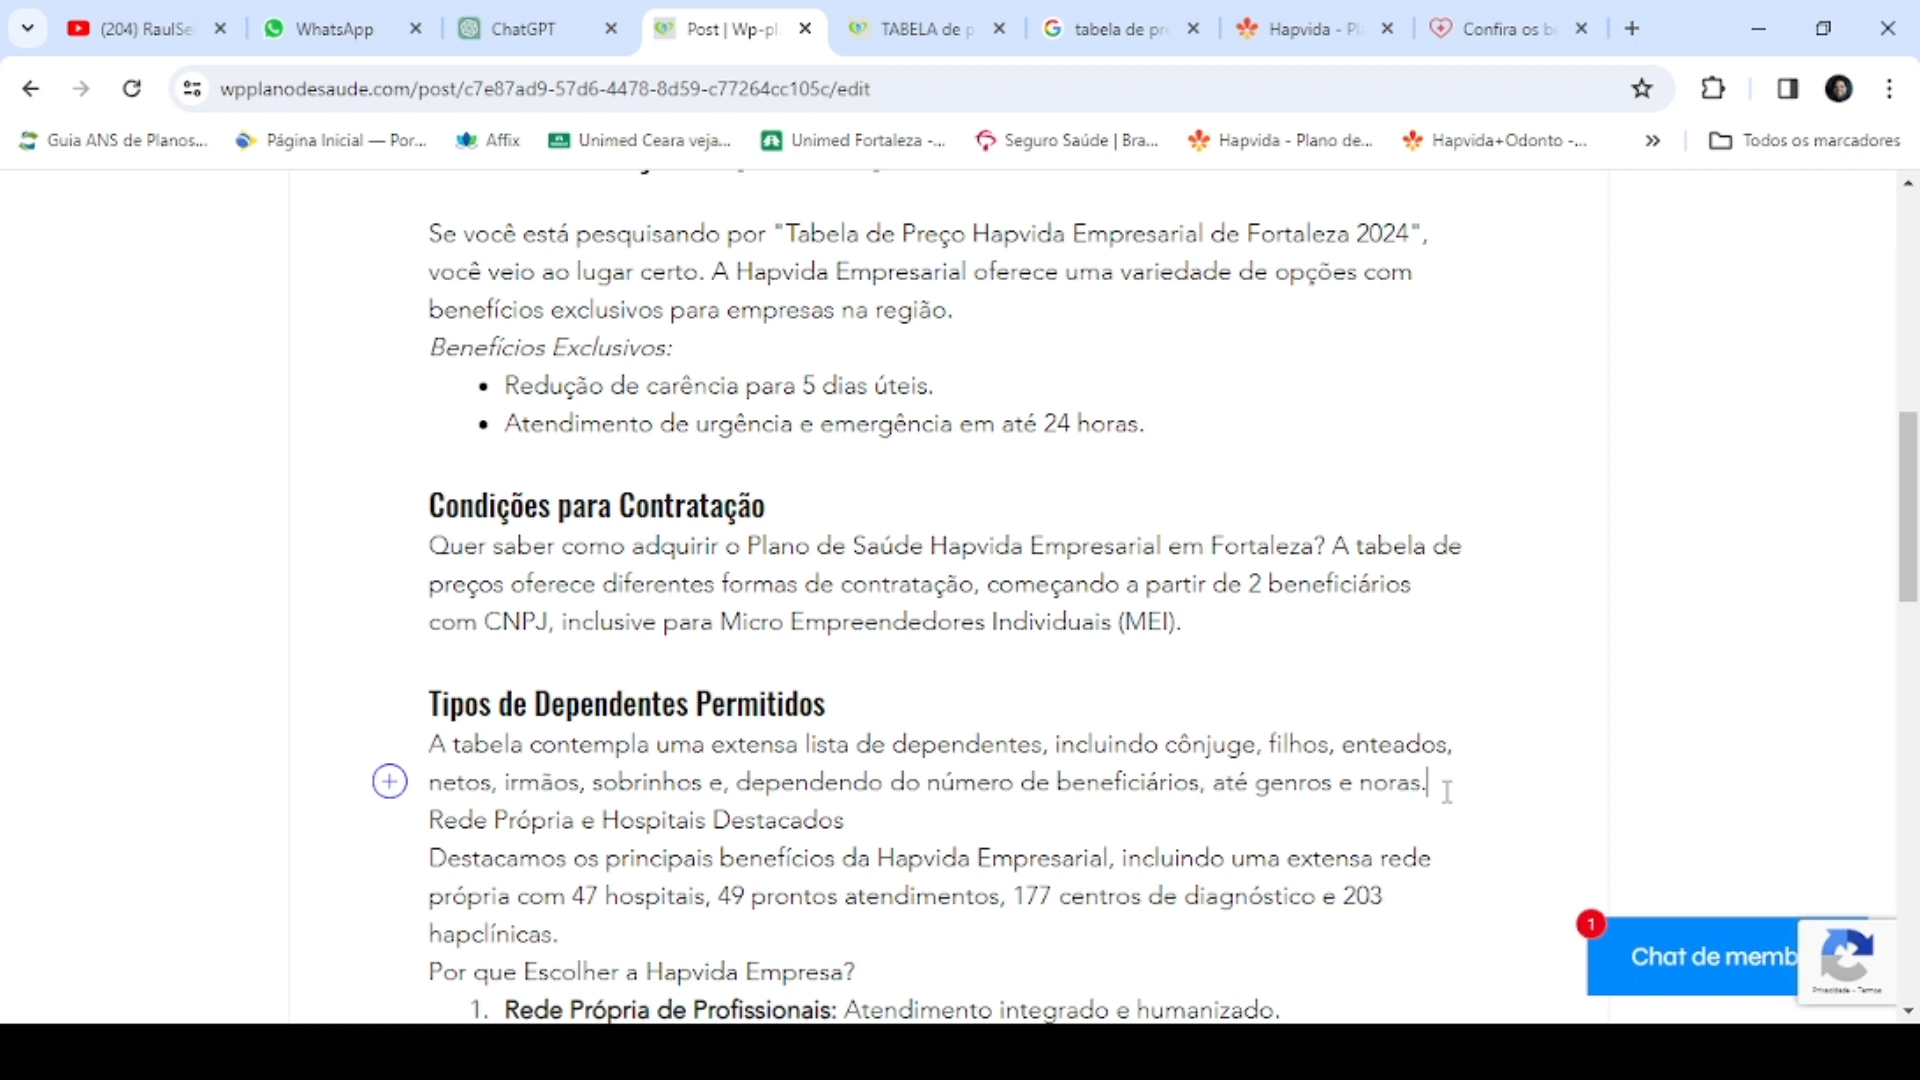 (204) RaulSe
WhatsApp
ChatGPT
Post | Wp-pl
TABELA de p
tabela de pre
Hapvida - Pl
Confira os be
wpplanodesaude.com/post/c7e87ad9-57d6-4478-8d59-c77264cc105c/edit
Guia ANS de Planos...
Página Inicial — Por...
Affix
Unimed Ceara veja...
Unimed Fortaleza -...
Seguro Saúde | Bra...
Hapvida - Plano de...
Hapvida+Odonto -...
Todos os marcadores
Se você está pesquisando por "Tabela de Preço Hapvida Empresarial de Fortaleza 2024",
você veio ao lugar certo. A Hapvida Empresarial oferece uma variedade de opções com
benefícios exclusivos para empresas na região.
Benefícios Exclusivos:
• Redução de carência para 5 dias úteis.
• Atendimento de urgência e emergência em até 24 horas.
Condições para Contratação
Quer saber como adquirir o Plano de Saúde Hapvida Empresarial em Fortaleza? A tabela de
preços oferece diferentes formas de contratação, começando a partir de 2 beneficiários
com CNPJ, inclusive para Micro Empreendedores Individuais (MEI).
Tipos de Dependentes Permitidos
A tabela contempla uma extensa lista de dependentes, incluindo cônjuge, filhos, enteados,
netos, irmãos, sobrinhos e, dependendo do número de beneficiários, até genros e noras.
Rede Própria e Hospitais Destacados
Destacamos os principais benefícios da Hapvida Empresarial, incluindo uma extensa rede
própria com 47 hospitais, 49 prontos atendimentos, 177 centros de diagnóstico e 203
hapclínicas.
Por que Escolher a Hapvida Empresa?
1. Rede Própria de Profissionais: Atendimento integrado e humanizado.
1
Chat de memb
Privacidade - Termos